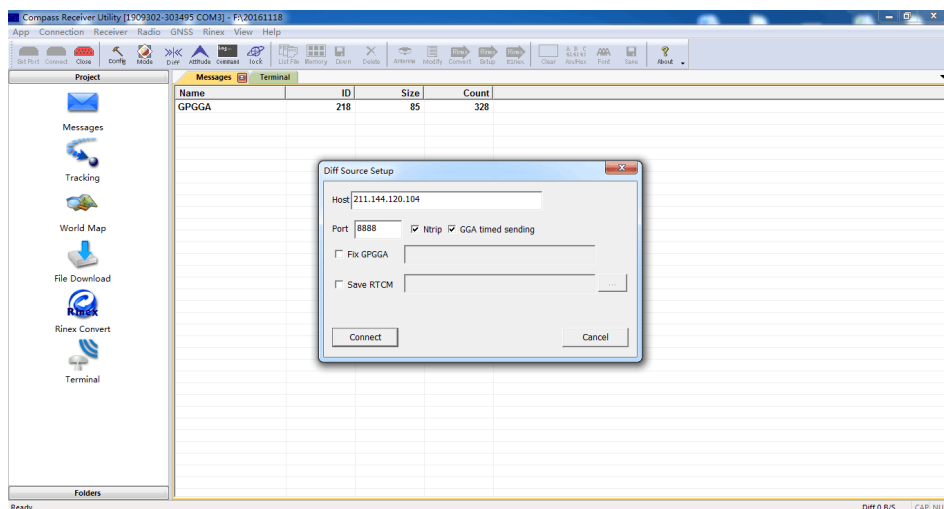 Compass Receiver Utility [1909302-303495 COM3] - F:\20161118
App Connection Receiver Radio GNSS Rinex View Help
Set Port Connect Close Config Mode Diff Attitude Command lock List File Memory Down Delete Antenna Modify Convert Setup Rinex Clear Asc/Hex Font Save About
Project
Messages Terminal
Name ID Size Count
GPGGA 218 85 328
Messages
Tracking
World Map
File Download
Rinex
Rinex Convert
Terminal
Folders
Diff Source Setup
Host 211.144.120.104
Port 8888 Ntrip GGA timed sending
Fix GPGGA
Save RTCM ...
Connect Cancel
Ready Diff 0 B/S CAP NU